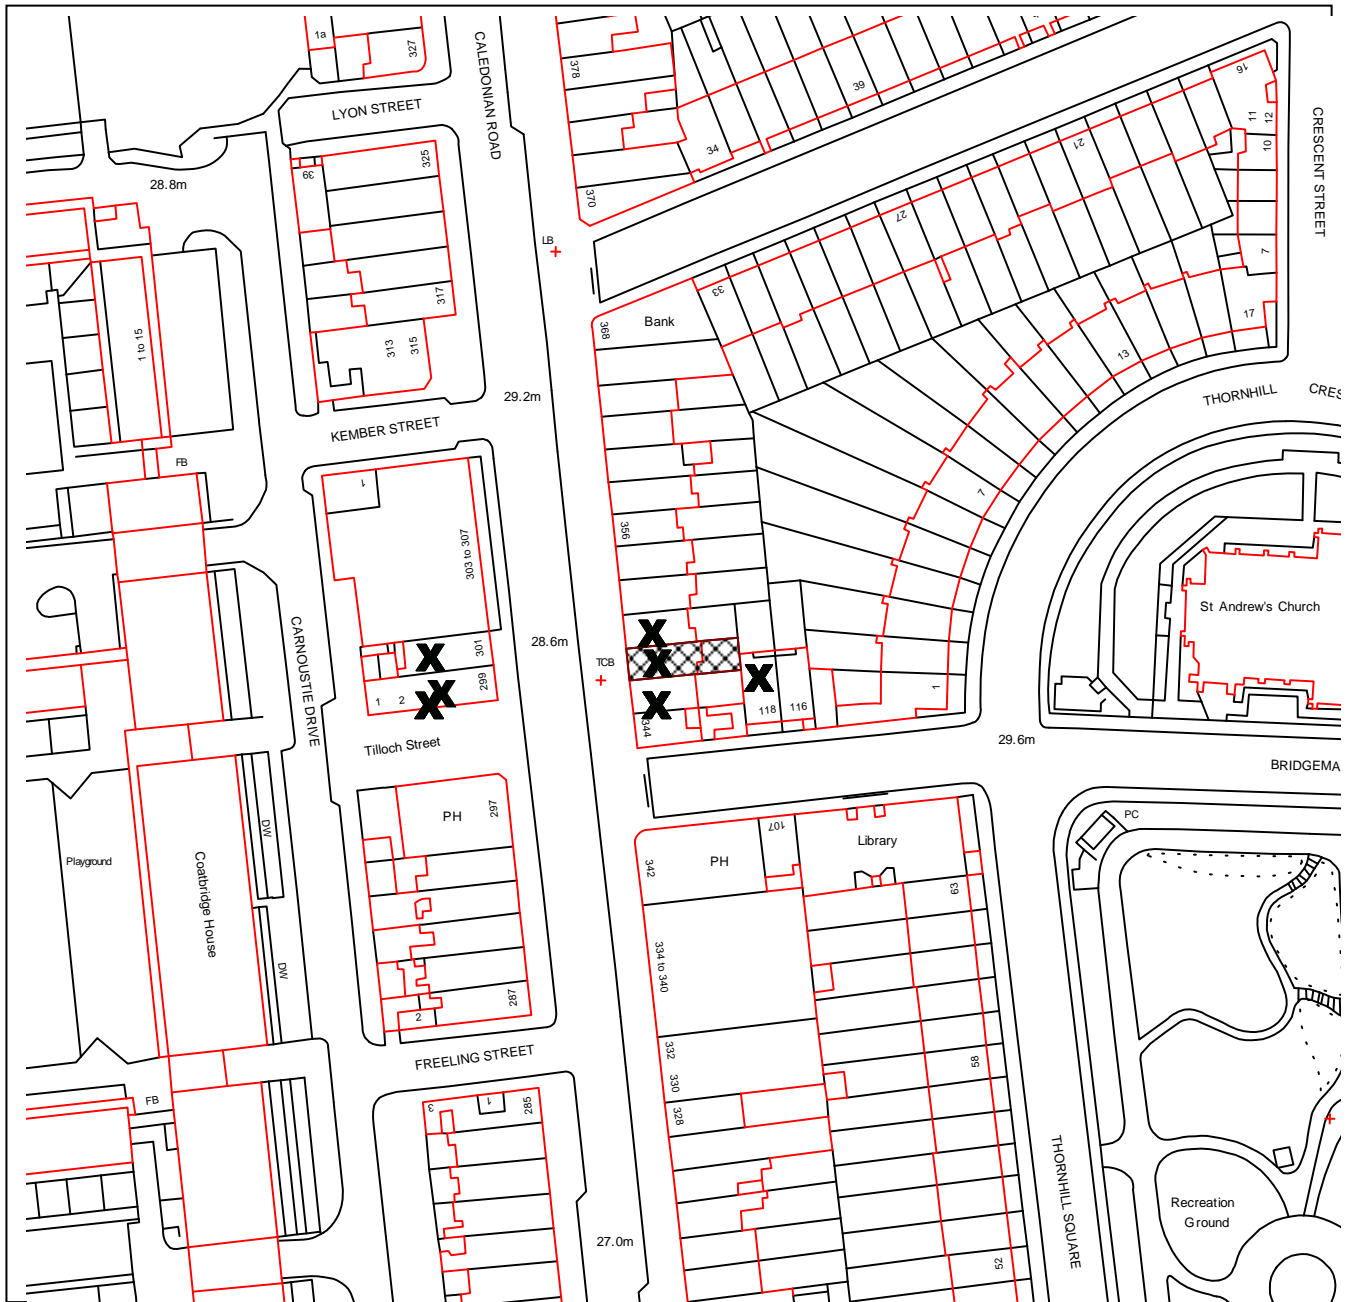 1a
327
CALEDONIAN ROAD
378
39
16
LYON STREET
34
21
11
12
10
CRESCENT STREET
325
39
28.8m
370
27
LB
7
317
33
17
368
Bank
1 to 15
313
315
13
29.2m
THORNHILL
CRES
KEMBER STREET
FB
1
7
356
303 to 307
St Andrew's Church
CARNOUSTIE DRIVE
X
301
28.6m
X
TCB
X
X
1
2
X
X
299
X
344
118
116
1
Tilloch Street
29.6m
BRIDGEMA
PH
297
107
PC
DW
Library
Playground
Coatbridge House
342
PH
63
334 to 340
DW
287
2
332
FREELING STREET
58
330
FB
3
1
285
328
THORNHILL SQUARE
Recreation
Ground
27.0m
52